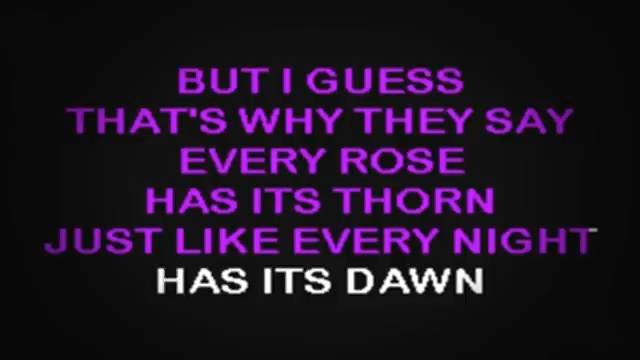 BUT I GUESS
THAT'S WHY THEY SAY
EVERY ROSE
HAS ITS THORN
JUST LIKE EVERY NIGHT
HAS ITS DAWN